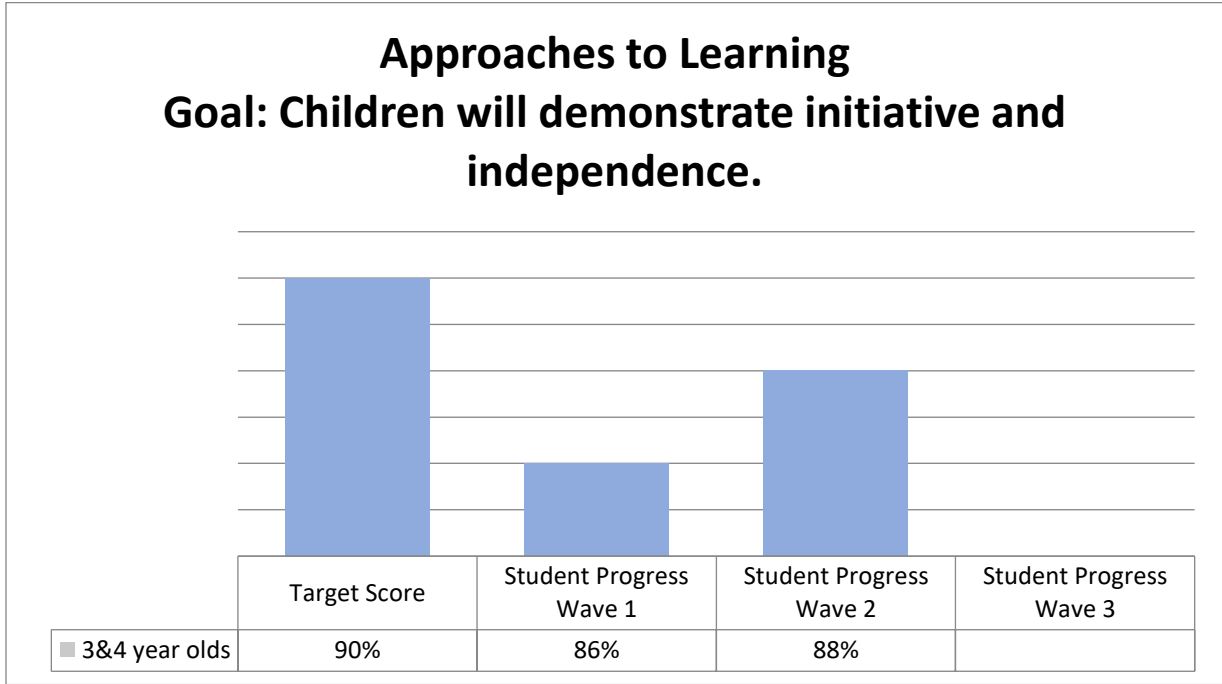 Approaches to Learning
Goal: Children will demonstrate initiative and
independence.
Target Score
Student Progress
Wave 1
Student Progress
Wave 2
Student Progress
Wave 3
3&4 year olds
90%
86%
88%